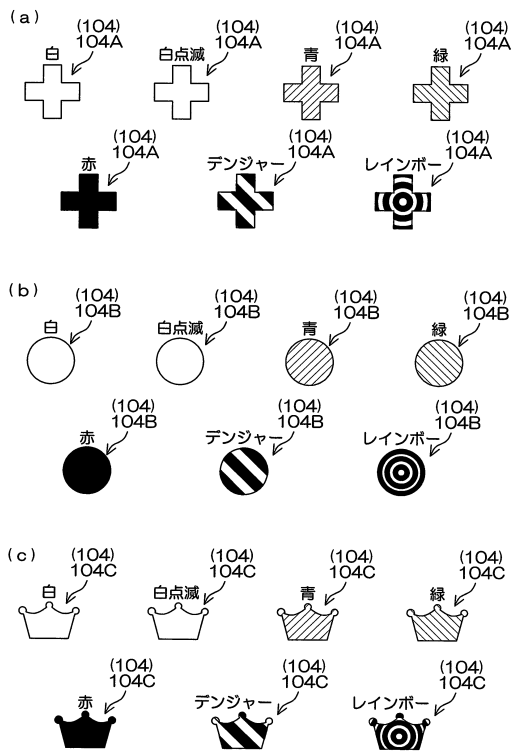 (a)
(104) (104) (104) (104)
白 104A 白点滅 104A 青 104A 緑 104A
(104) (104) (104)
赤 104A デンジャー 104A レインボー 104A
(b)
(104) (104) (104) (104)
白 104B 白点滅 104B 青 104B 緑 104B
(104) (104) (104)
赤 104B デンジャー 104B レインボー 104B
(c)
(104) (104) (104) (104)
白 104C 白点滅 104C 青 104C 緑 104C
(104) (104) (104)
赤 104C デンジャー 104C レインボー 104C